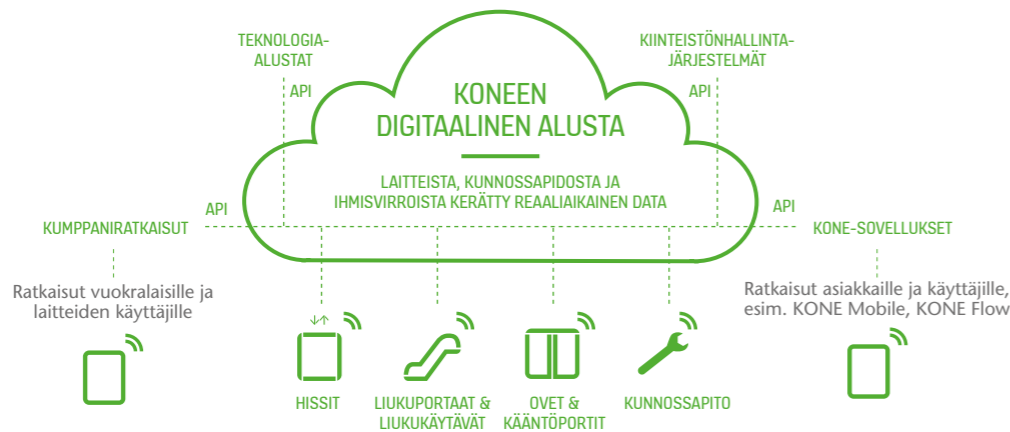 TEKNOLOGIA-
ALUSTAT
KIINTEISTÖNHALLINTA-
JÄRJESTELMÄT
API
API
KONEEN
DIGITAALINEN ALUSTA
LAITTEISTA, KUNNOSSAPIDOSTA JA
IHMISVIRROISTA KERÄTTY REAALIAIKAINEN DATA
API
API
KUMPPANIRATKAISUT
KONE-SOVELLUKSET
Ratkaisut vuokralaisille ja
laitteiden käyttäjille
Ratkaisut asiakkaille ja käyttäjille,
esim. KONE Mobile, KONE Flow
HISSIT
LIUKUPORTAAT &
LIUKUKÄYTÄVÄT
OVET &
KÄÄNTÖPORTIT
KUNNOSSAPITO